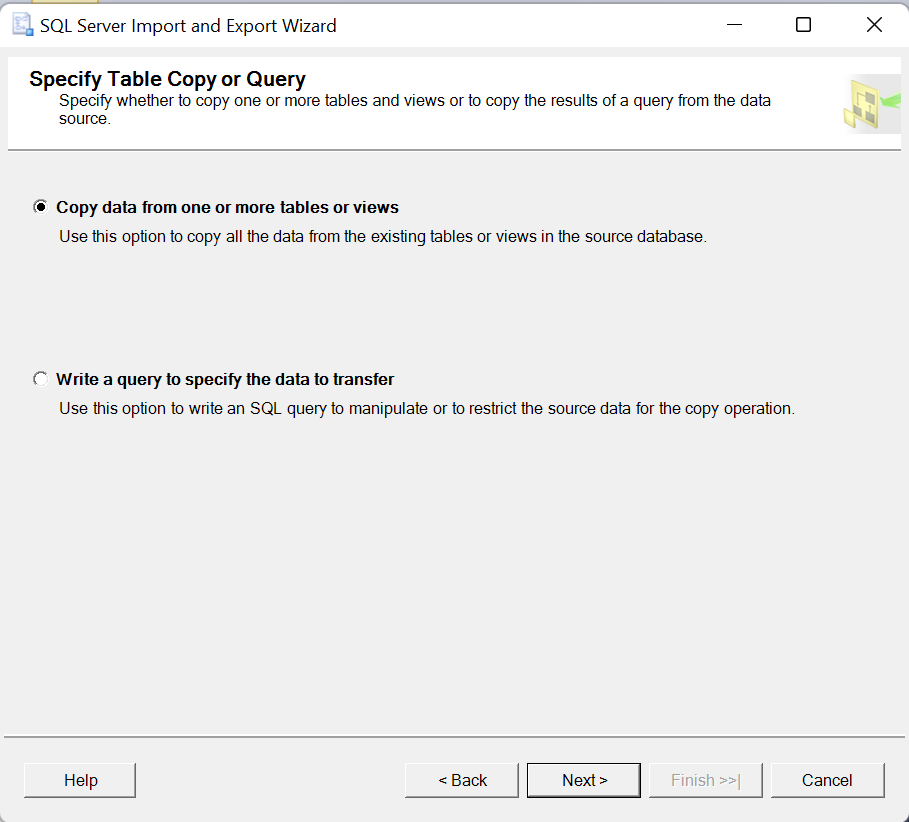 SQL Server Import and Export Wizard
Specify Table Copy or Query
Specify whether to copy one or more tables and views or to copy the results of a query from the data
source.
Copy data from one or more tables or views
Use this option to copy all the data from the existing tables or views in the source database.
Write a query to specify the data to transfer
Use this option to write an SQL query to manipulate or to restrict the source data for the copy operation.
Help
< Back
Next >
Finish >>|
Cancel